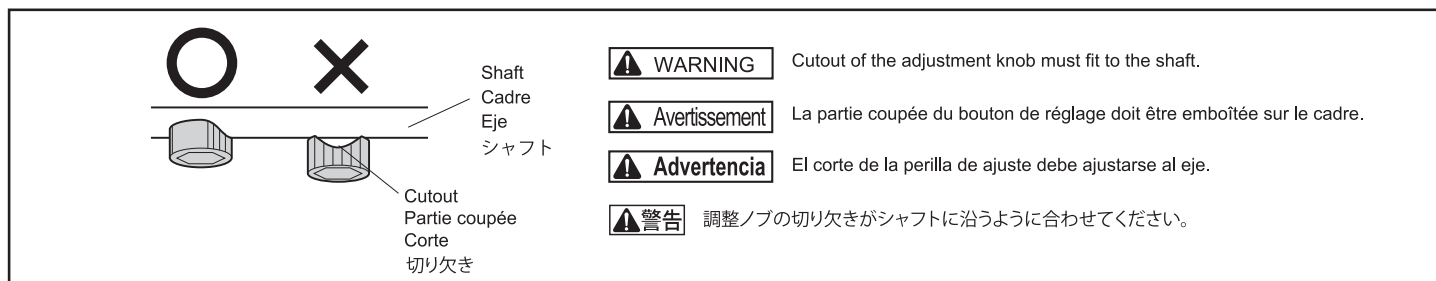 Shaft
Cadre
Eje
シャフト
Cutout
Partie coupée
Corte
切り欠き
WARNING Cutout of the adjustment knob must fit to the shaft.
Avertissement La partie coupée du bouton de réglage doit être emboîtée sur le cadre.
Advertencia El corte de la perilla de ajuste debe ajustarse al eje.
警告 調整ノブの切り欠きがシャフトに沿うように合わせてください。